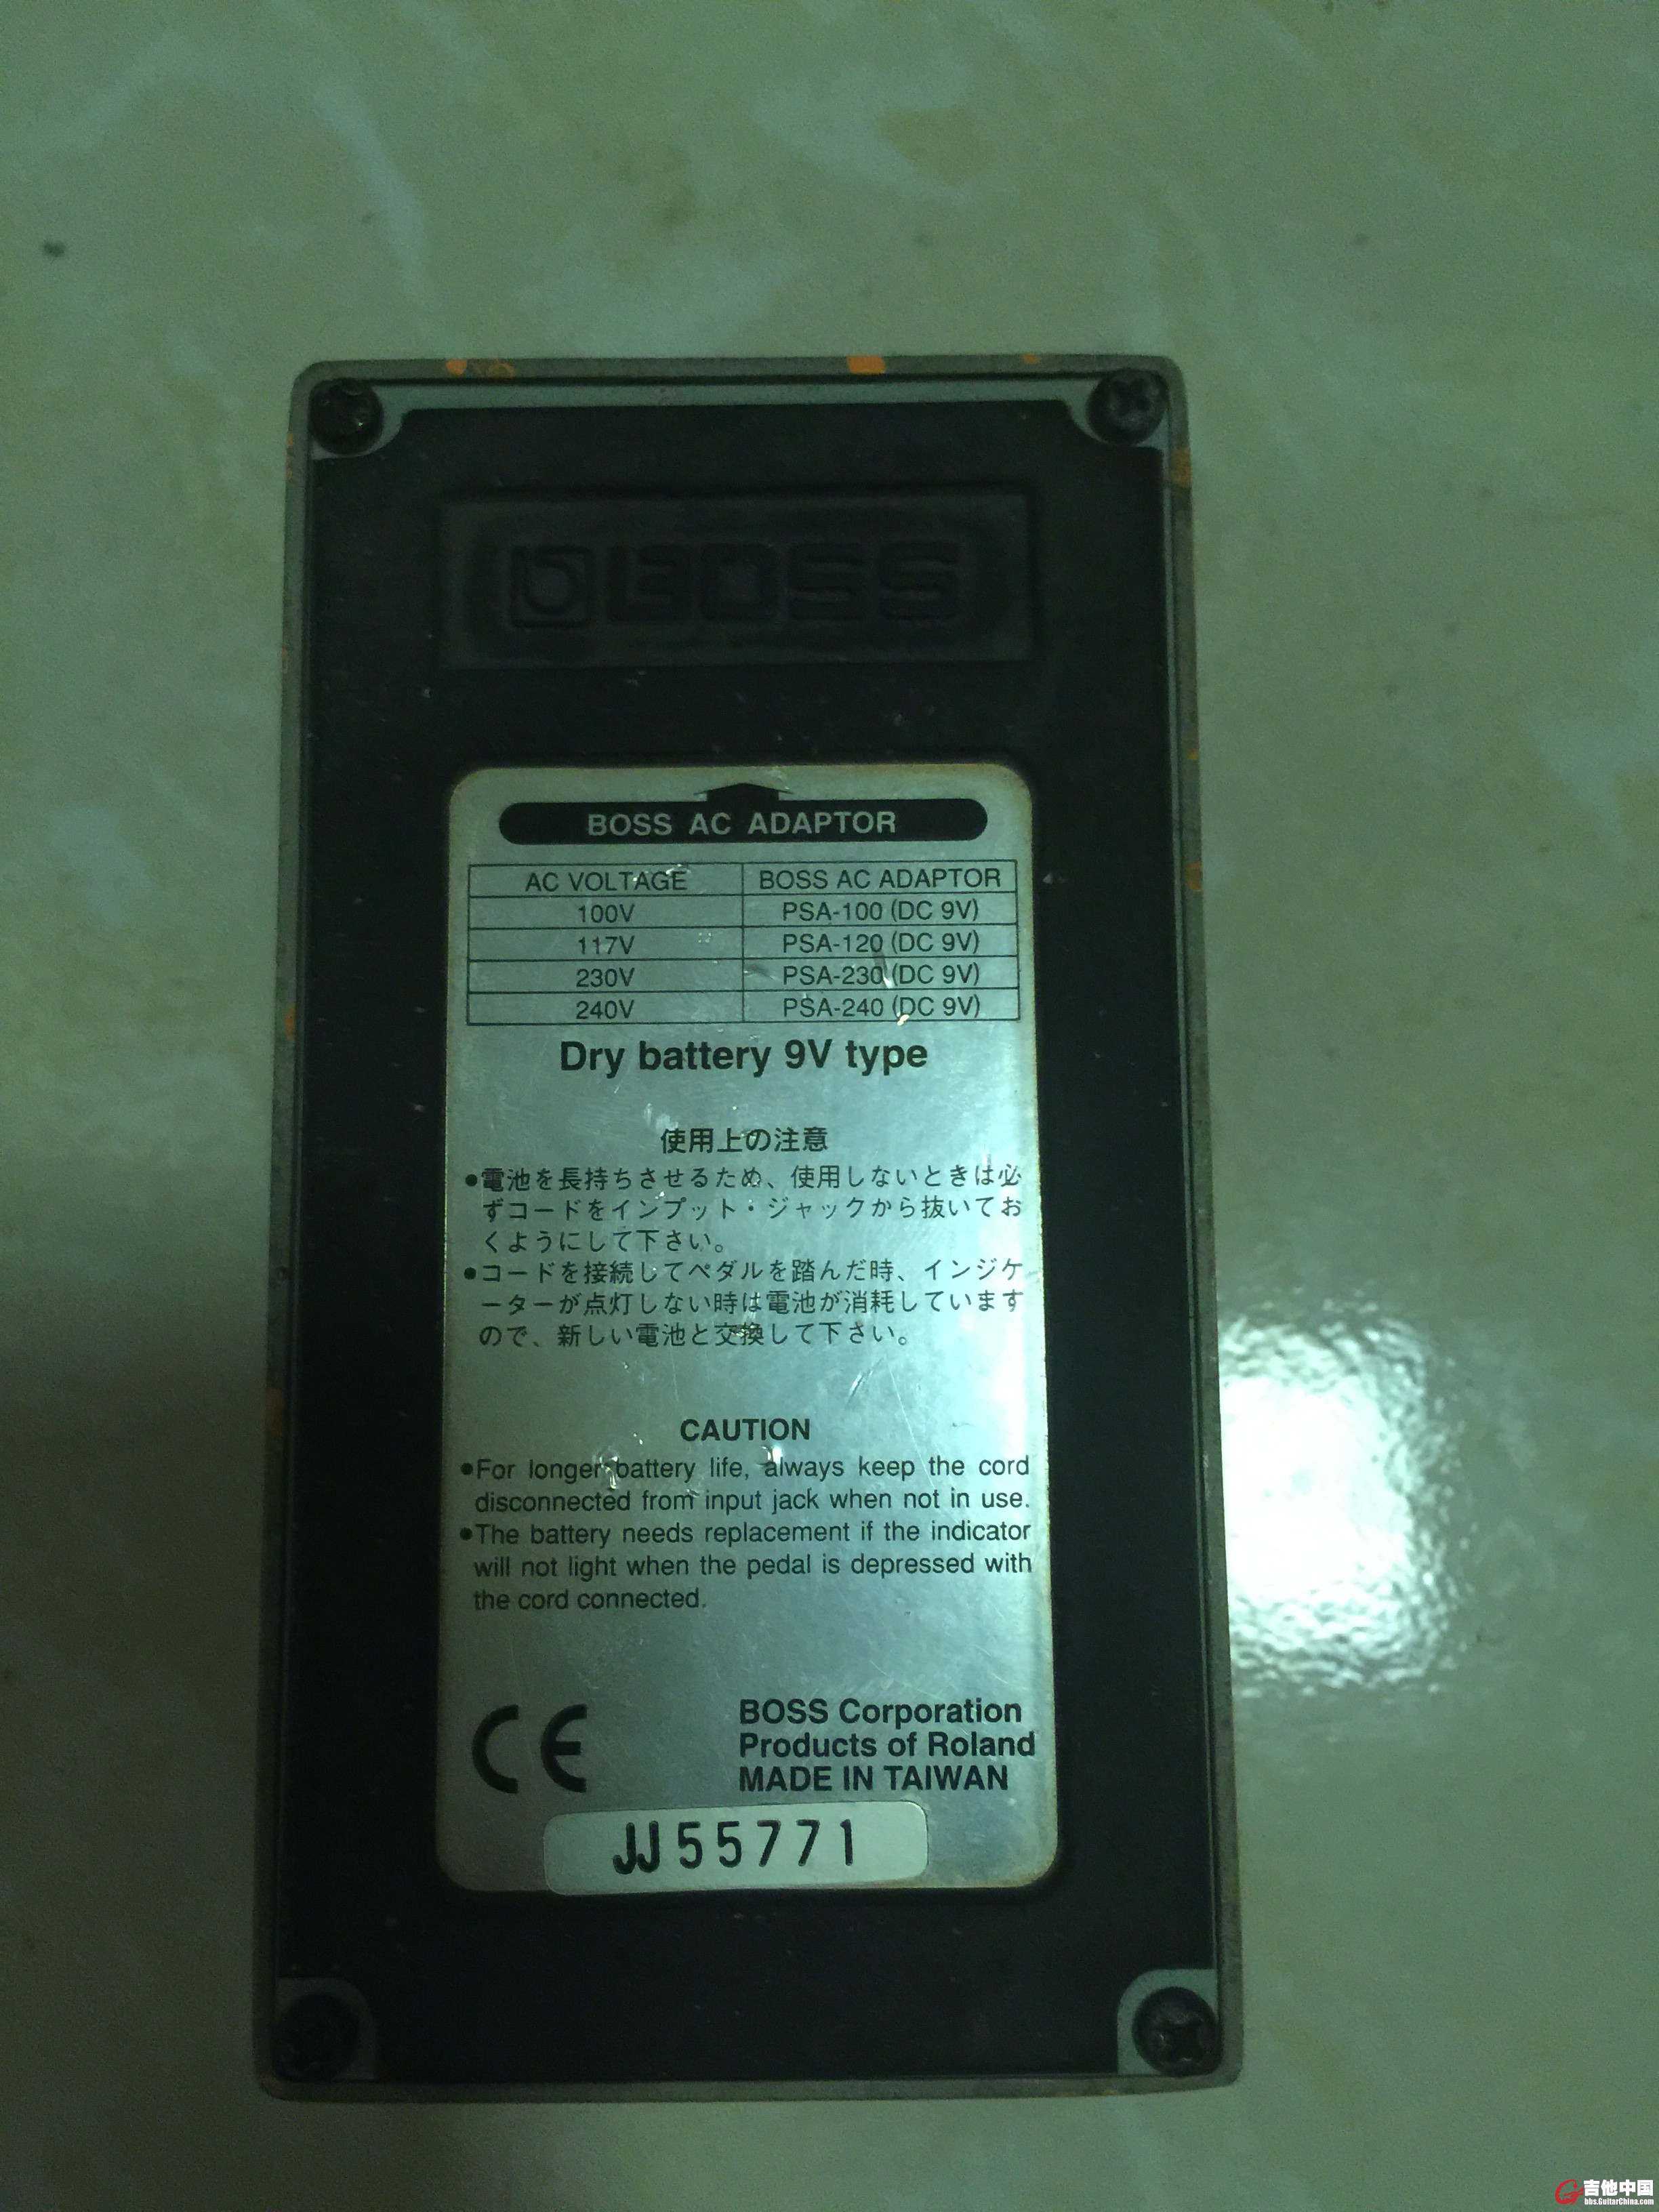 BOSS
BOSS AC ADAPTOR
AC VOLTAGE BOSS AC ADAPTOR
100V PSA-100 (DC 9V)
117V PSA-120 (DC 9V)
230V PSA-230 (DC 9V)
240V PSA-240 (DC 9V)
Dry battery 9V type
使用上の注意
●電池を長持ちさせるため、使用しないときは必
ずコードをインプット・ジャックから抜いてお
くようにして下さい。
●コードを接続してペダルを踏んだ時、インジケ
ーターが点灯しない時は電池が消耗しています
ので、新しい電池と交換して下さい。
CAUTION
●For longer battery life, always keep the cord
disconnected from input jack when not in use.
●The battery needs replacement if the indicator
will not light when the pedal is depressed with
the cord connected.
CE
BOSS Corporation
Products of Roland
MADE IN TAIWAN
JJ55771
吉他中国
bbs.GuitarChina.com